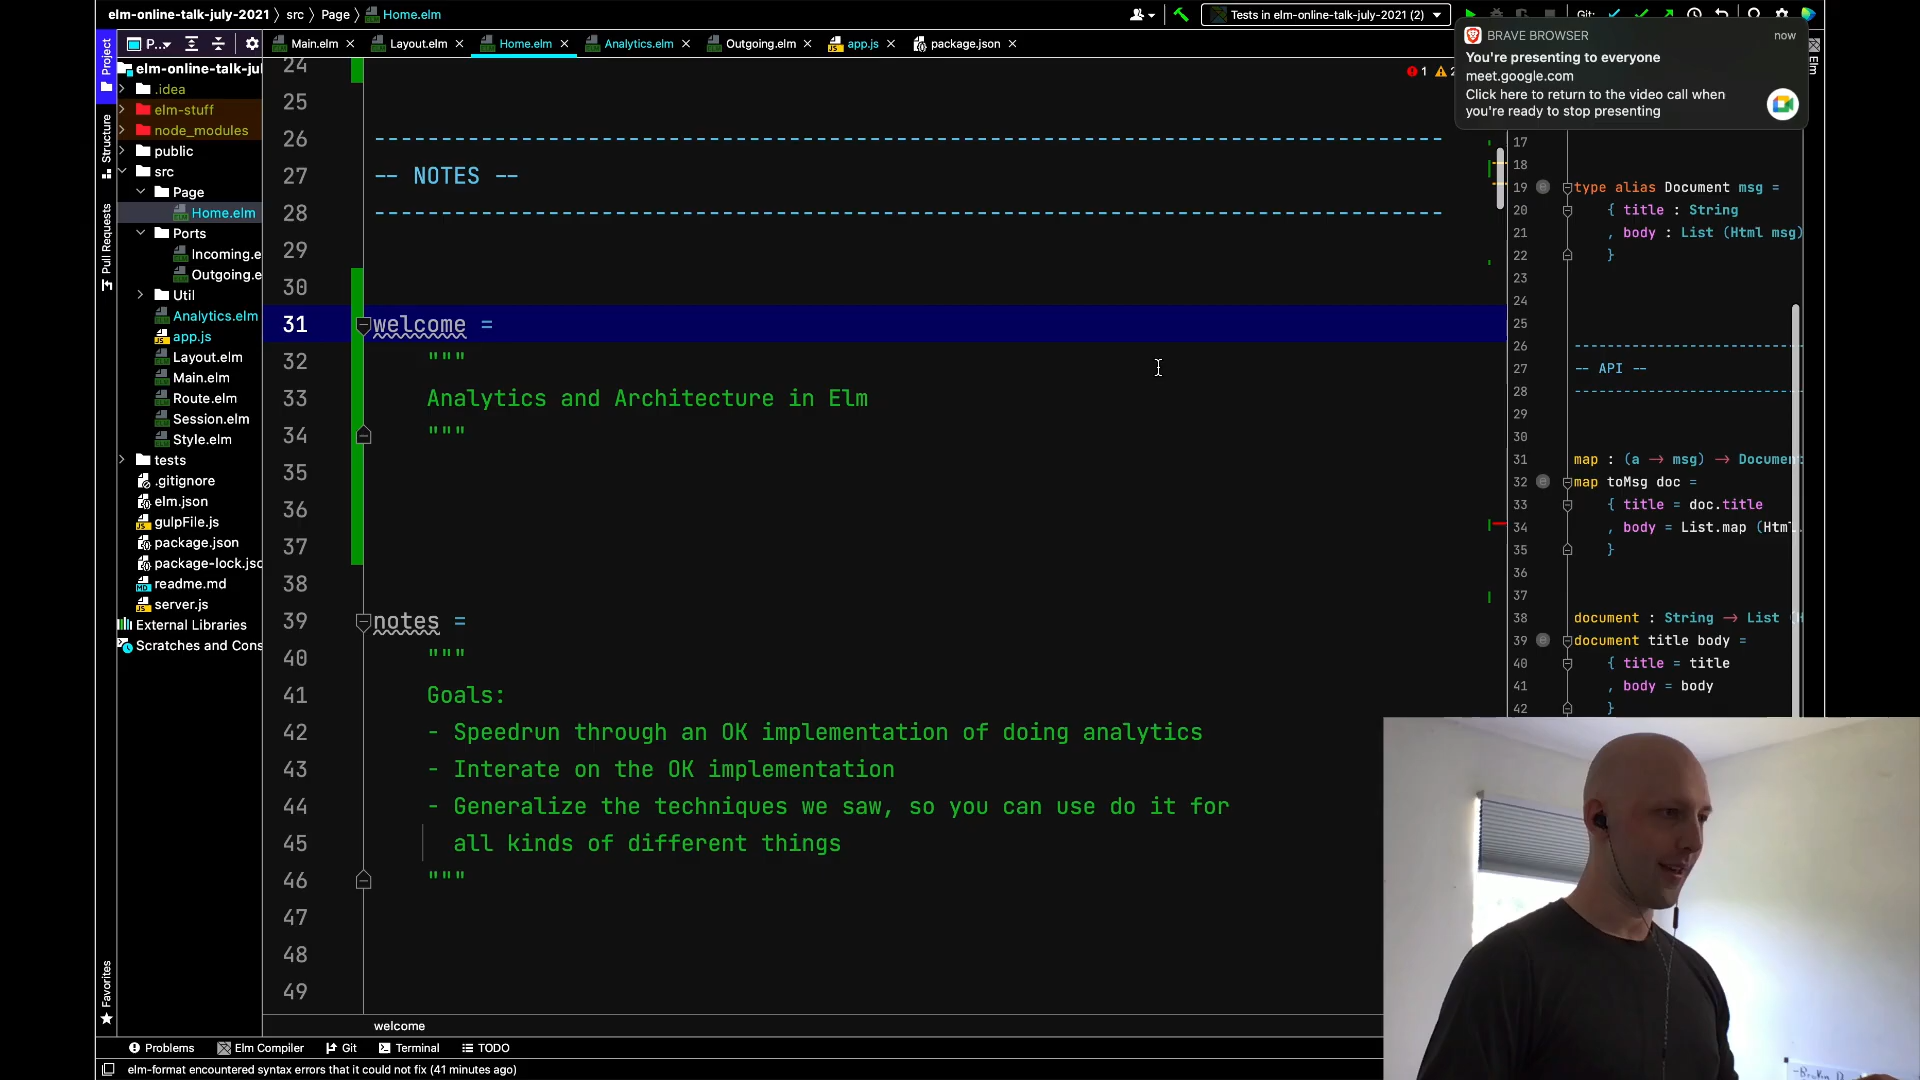 elm-online-talk-july-2021 〉 src 〉 Page 〉 Home.elm
Tests in elm-online-talk-july-2021 (2)
Git:
P...
Main.elm
Layout.elm
Home.elm
Analytics.elm
Outgoing.elm
app.js
package.json
BRAVE BROWSER
now
You're presenting to everyone
meet.google.com
Click here to return to the video call when
you're ready to stop presenting
Project
Structure
Pull Requests
Favorites
Elm
elm-online-talk-jul
.idea
elm-stuff
node_modules
public
src
Page
Home.elm
Ports
Incoming.e
Outgoing.e
Util
Analytics.elm
app.js
Layout.elm
Main.elm
Route.elm
Session.elm
Style.elm
tests
.gitignore
elm.json
gulpFile.js
package.json
package-lock.jsc
readme.md
server.js
External Libraries
Scratches and Cons
1 2
24
25
26 --------------------------------------------------------------------------------
27 -- NOTES --
28 --------------------------------------------------------------------------------
29
30
31 welcome =
32 """
33 Analytics and Architecture in Elm
34 """
35
36
37
38
39 notes =
40 """
41 Goals:
42 - Speedrun through an OK implementation of doing analytics
43 - Interate on the OK implementation
44 - Generalize the techniques we saw, so you can use do it for
45 all kinds of different things
46 """
47
48
49
17
18
19 type alias Document msg =
20 { title : String
21 , body : List (Html msg)
22 }
23
24
25
26 ----------------
27 -- API --
28 ----------------
29
30
31 map : (a → msg) → Document
32 map toMsg doc =
33 { title = doc.title
34 , body = List.map (Html.
35 }
36
37
38 document : String → List (H
39 document title body =
40 { title = title
41 , body = body
42 }
welcome
Problems
Elm Compiler
Git
Terminal
TODO
elm-format encountered syntax errors that it could not fix (41 minutes ago)